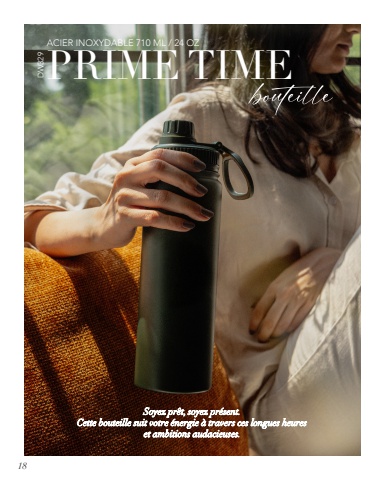 ACIER INOXYDABLE 710 ML / 24 OZ
DW829
PRIME TIME
bouteille
Soyez prêt, soyez présent.
Cette bouteille suit votre énergie à travers ces longues heures
et ambitions audacieuses.
18